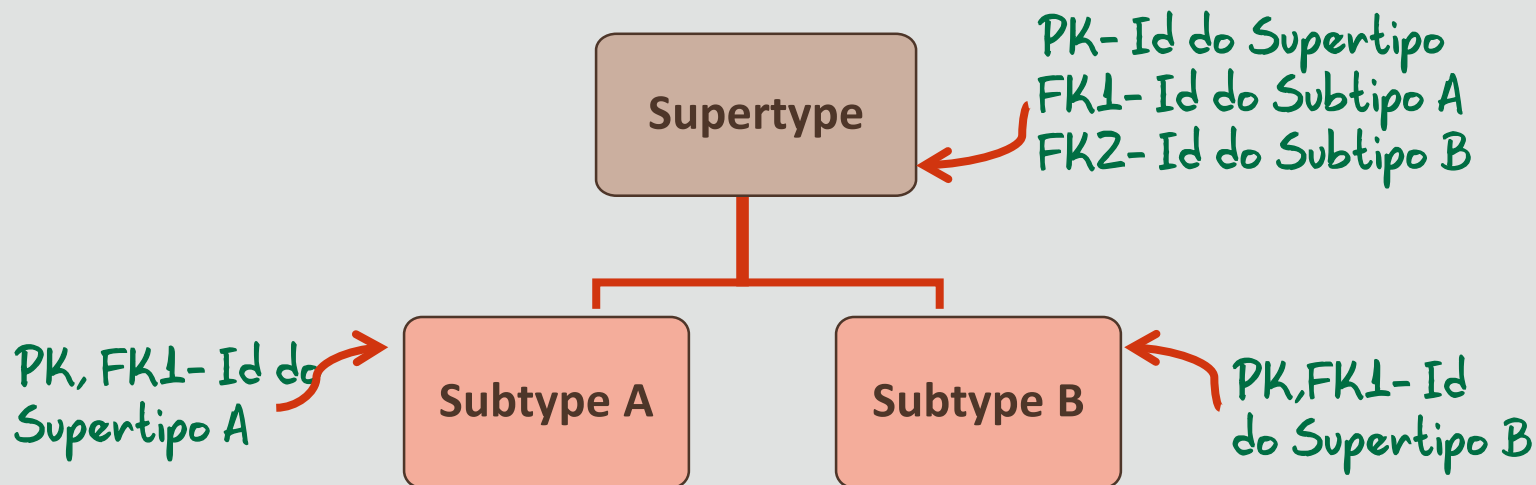 PK- Id do Supertipo
FK1- Id do Subtipo A
FK2- Id do Subtipo B
Supertype
PK, FK1- Id do
Supertipo A
Subtype A
Subtype B
PK,FK1- Id
do Supertipo B